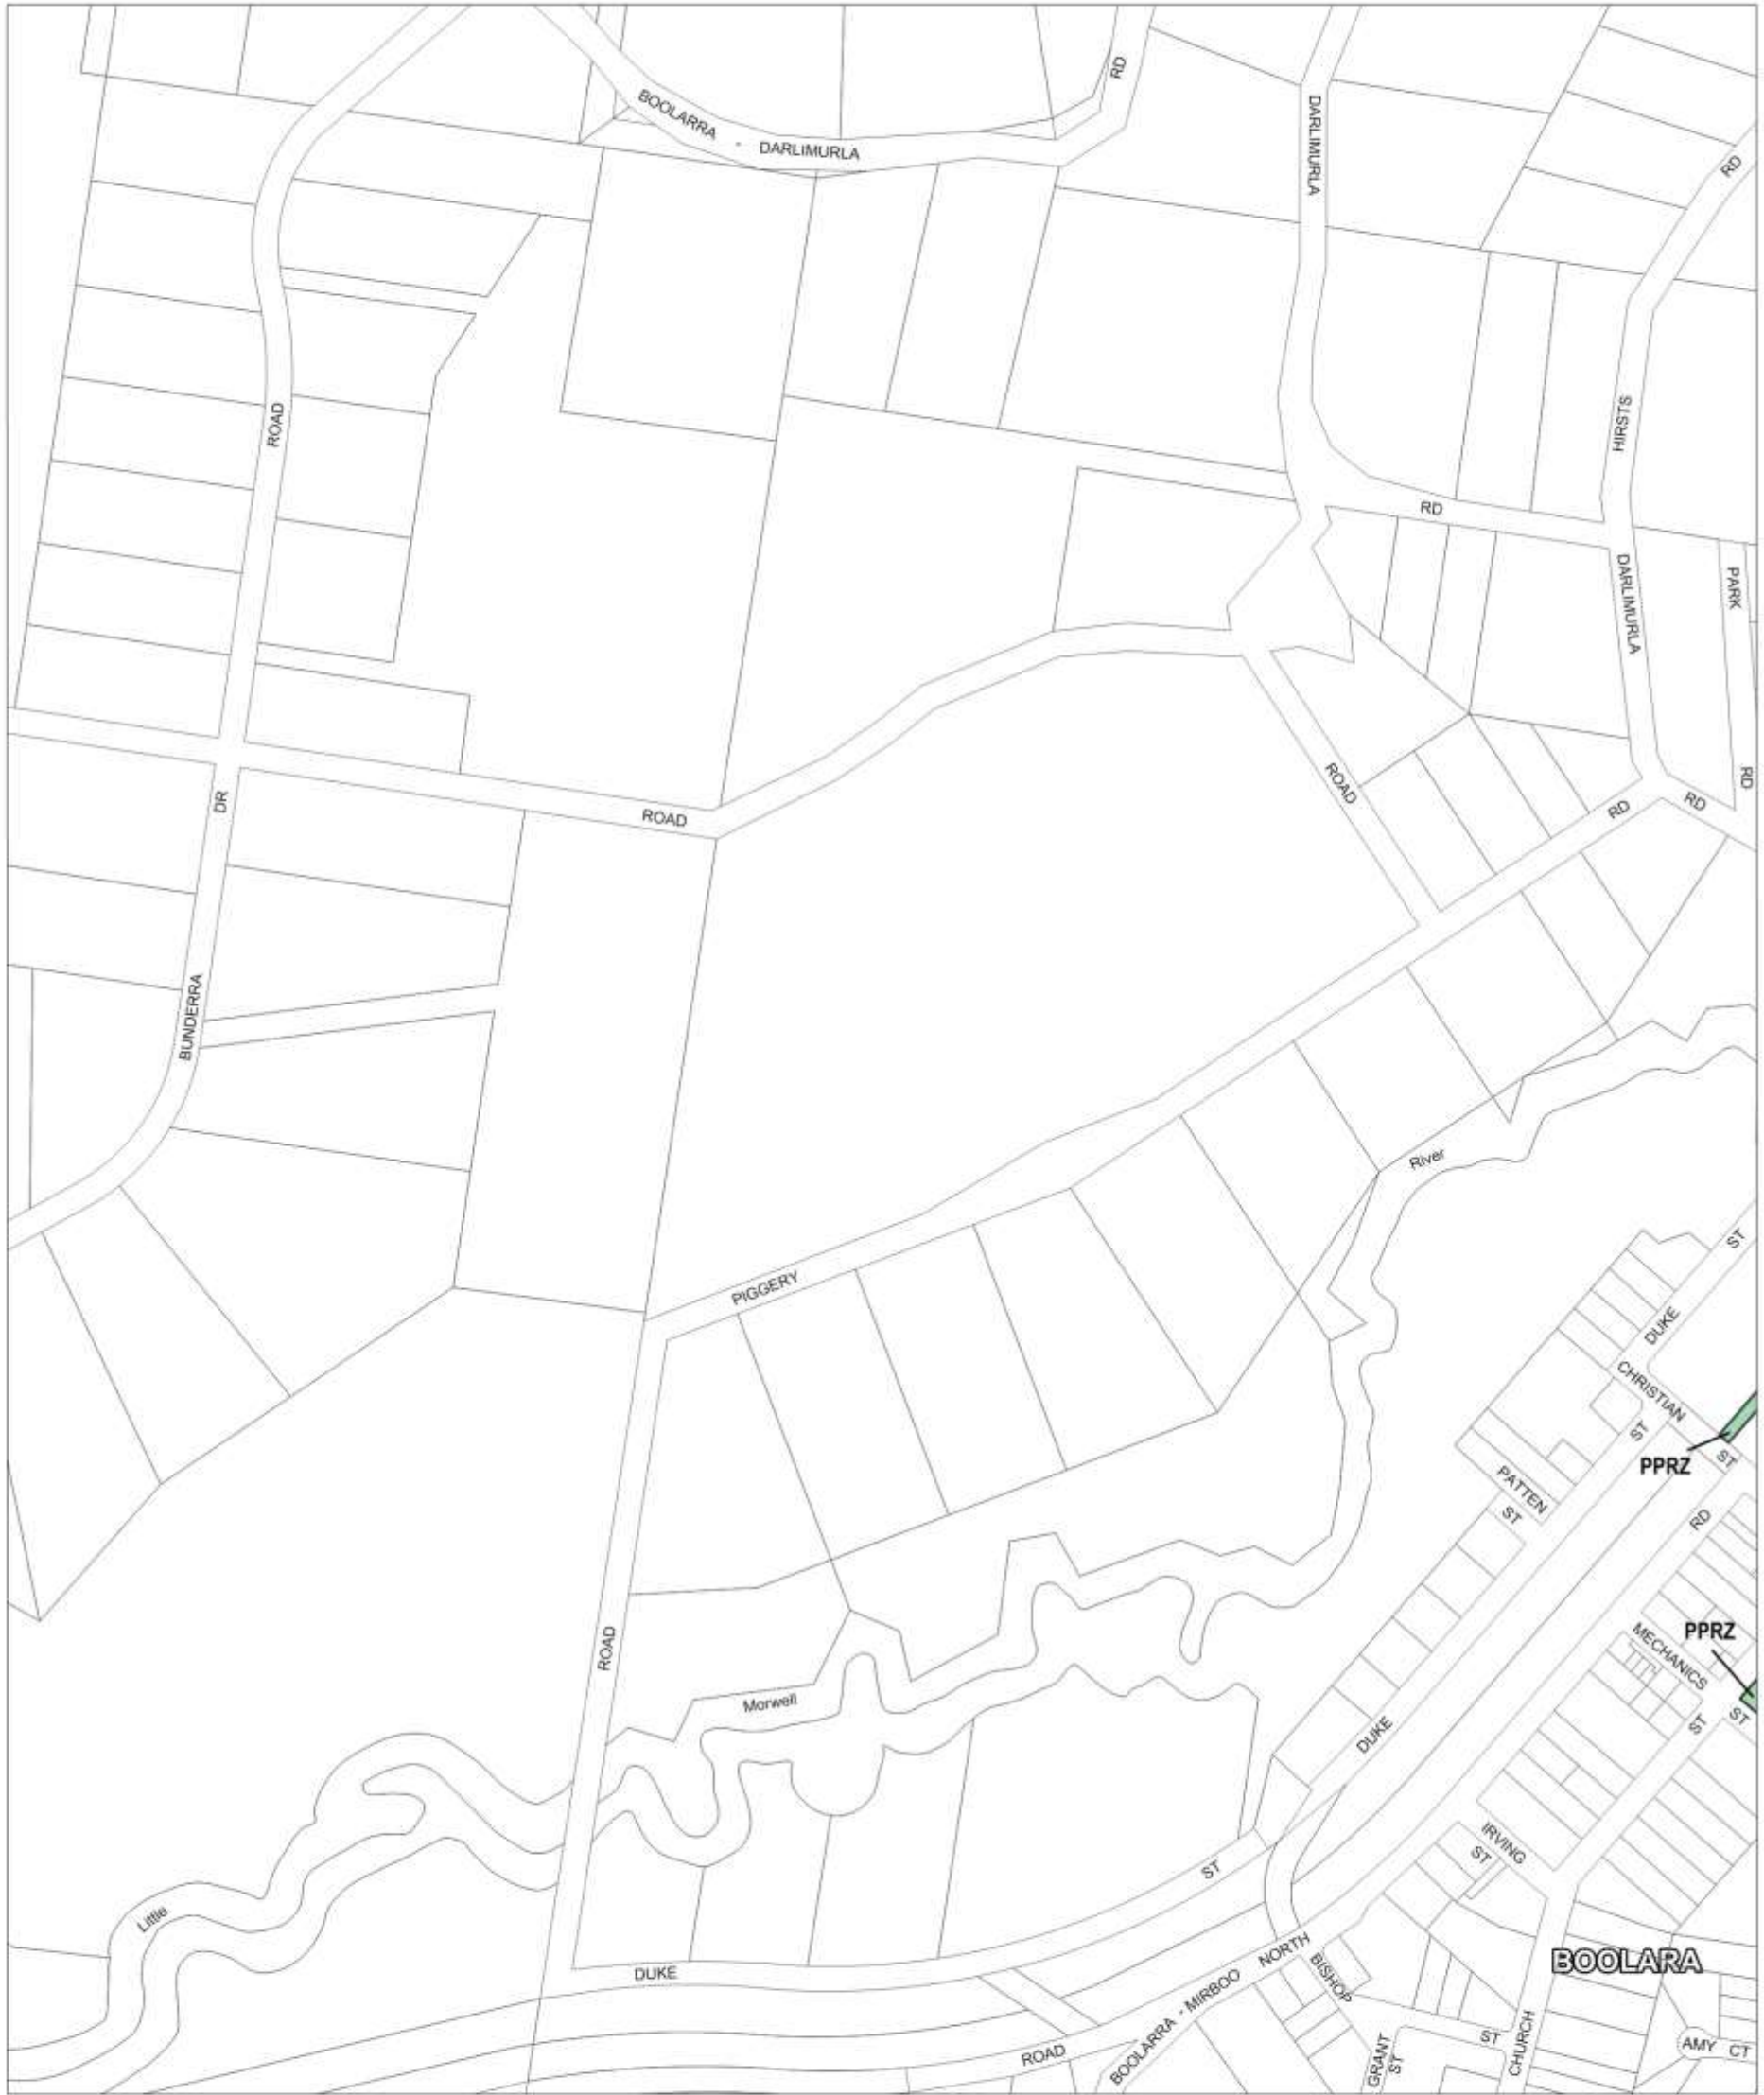 RD
BOOLARRA - DARLIMURLA
DARLIMURLA
RD
ROAD
HIRSTS
RD
DARLIMURLA
PARK
ROAD
RD
DR
ROAD
RD
RD
BUNDERRA
River
ST
PIGGERY
DUKE
CHRISTIAN
ST
ST
PPRZ
PATTEN
ST
RD
ROAD
MECHANICS
PPRZ
Morwell
ST
ST
DUKE
IRVING
ST
ST
Little
NORTH
DUKE
BISHOP
BOOLARA
MIRBOO
BOOLARRA -
ROAD
ST
GRANT
ST
CHURCH
AMY CT